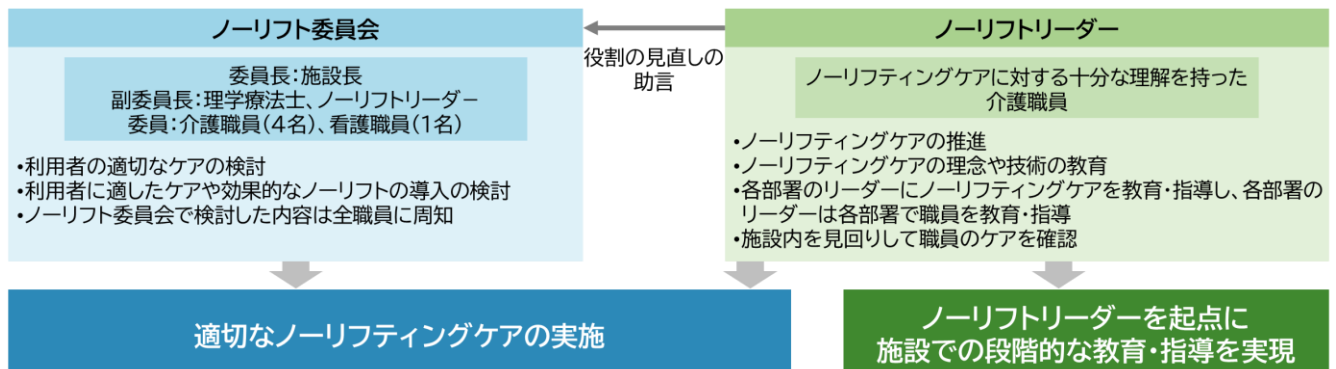 ノーリフト委員会
委員長:施設長
副委員長:理学療法士、ノーリフトリーダー
委員:介護職員(4名)、看護職員(1名)
•利用者の適切なケアの検討
•利用者に適したケアや効果的なノーリフトの導入の検討
•ノーリフト委員会で検討した内容は全職員に周知
役割の見直しの
助言
ノーリフトリーダー
ノーリフティングケアに対する十分な理解を持った
介護職員
•ノーリフティングケアの推進
•ノーリフティングケアの理念や技術の教育
•各部署のリーダーにノーリフティングケアを教育・指導し、各部署の
リーダーは各部署で職員を教育・指導
•施設内を見回りして職員のケアを確認
適切なノーリフティングケアの実施
ノーリフトリーダーを起点に
施設での段階的な教育・指導を実現